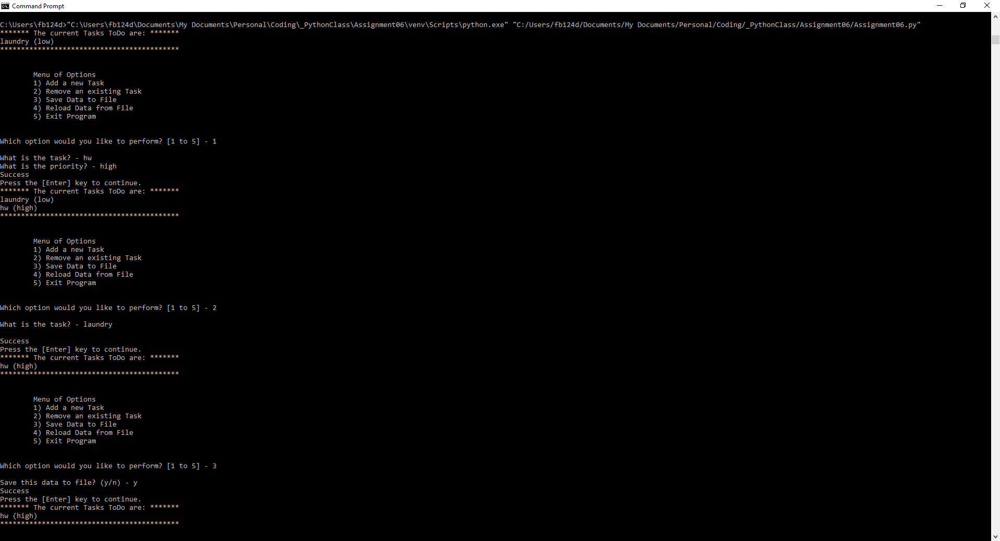 Command Prompt
C:\Users\fb124d>"C:\Users\fb124d\Documents\My Documents\Personal\Coding\_PythonClass\Assignment06\venv\Scripts\python.exe" "C:/Users/fb124d/Documents/My Documents/Personal/Coding/_PythonClass/Assignment06/Assignment06.py"
******* The current Tasks ToDo are: *******
laundry (low)
*******************************************
Menu of Options
1) Add a new Task
2) Remove an existing Task
3) Save Data to File
4) Reload Data from File
5) Exit Program
Which option would you like to perform? [1 to 5] - 1
What is the task? - hw
What is the priority? - high
Success
Press the [Enter] key to continue.
******* The current Tasks ToDo are: *******
laundry (low)
hw (high)
*******************************************
Menu of Options
1) Add a new Task
2) Remove an existing Task
3) Save Data to File
4) Reload Data from File
5) Exit Program
Which option would you like to perform? [1 to 5] - 2
What is the task? - laundry
Success
Press the [Enter] key to continue.
******* The current Tasks ToDo are: *******
hw (high)
*******************************************
Menu of Options
1) Add a new Task
2) Remove an existing Task
3) Save Data to File
4) Reload Data from File
5) Exit Program
Which option would you like to perform? [1 to 5] - 3
Save this data to file? (y/n) - y
Success
Press the [Enter] key to continue.
******* The current Tasks ToDo are: *******
hw (high)
*******************************************